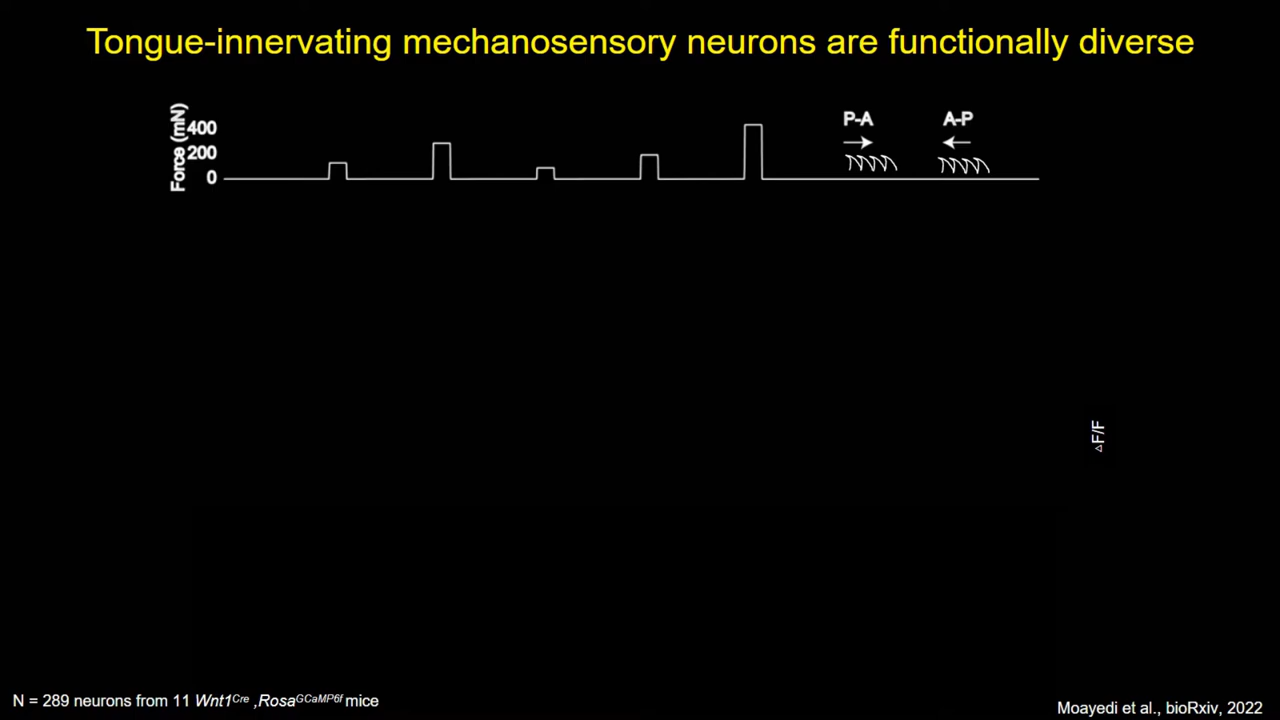 Tongue-innervating mechanosensory neurons are functionally diverse
Force (mN)
400
200
0
P-A
A-P
△F/F
N = 289 neurons from 11 Wnt1Cre ,RosaGCaMP6f mice
Moayedi et al., bioRxiv, 2022